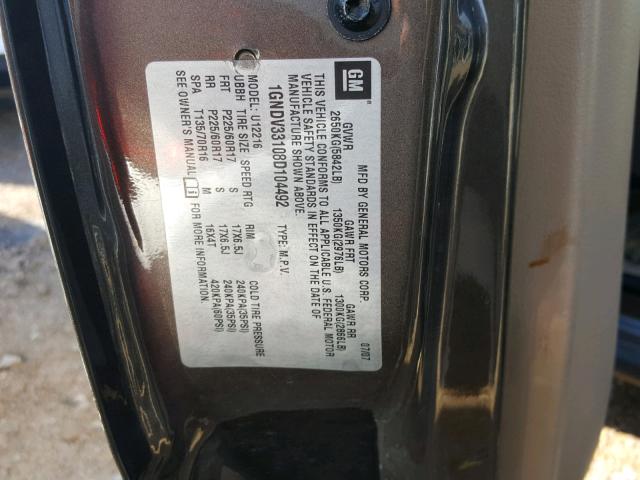 GM
MFD BY GENERAL MOTORS CORP. 07/07
GVWR GAWR FRT GAWR RR
2650KG(5842LB) 1350KG(2976LB) 1300KG(2866LB)
THIS VEHICLE CONFORMS TO ALL APPLICABLE U.S. FEDERAL MOTOR
VEHICLE SAFETY STANDARDS IN EFFECT ON THE DATE OF
MANUFACTURE SHOWN ABOVE.
1GNDV33108D104492 TYPE: M.P.V.
MODEL: U12216
UBBH TIRE SIZE SPEED RTG RIM COLD TIRE PRESSURE
FRT P225/60R17 S 17X6.5J 240KPA(35PSI)
RR P225/60R17 S 17X6.5J 240KPA(35PSI)
SPA T135/70R16 M 16X4T 420KPA(60PSI)
SEE OWNER'S MANUAL FOR MORE INFORMATION.